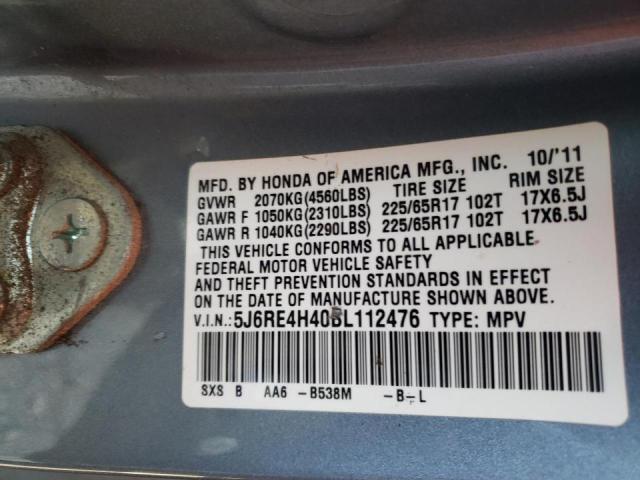 MFD. BY HONDA OF AMERICA MFG., INC. 10/'11
GVWR 2070KG(4560LBS) TIRE SIZE RIM SIZE
GAWR F 1050KG(2310LBS) 225/65R17 102T 17X6.5J
GAWR R 1040KG(2290LBS) 225/65R17 102T 17X6.5J
THIS VEHICLE CONFORMS TO ALL APPLICABLE
FEDERAL MOTOR VEHICLE SAFETY
AND THEFT PREVENTION STANDARDS IN EFFECT
ON THE DATE OF MANUFACTURE SHOWN ABOVE.
V.I.N.:5J6RE4H40BL112476 TYPE: MPV
SXS B AA6 -B538M -B-L